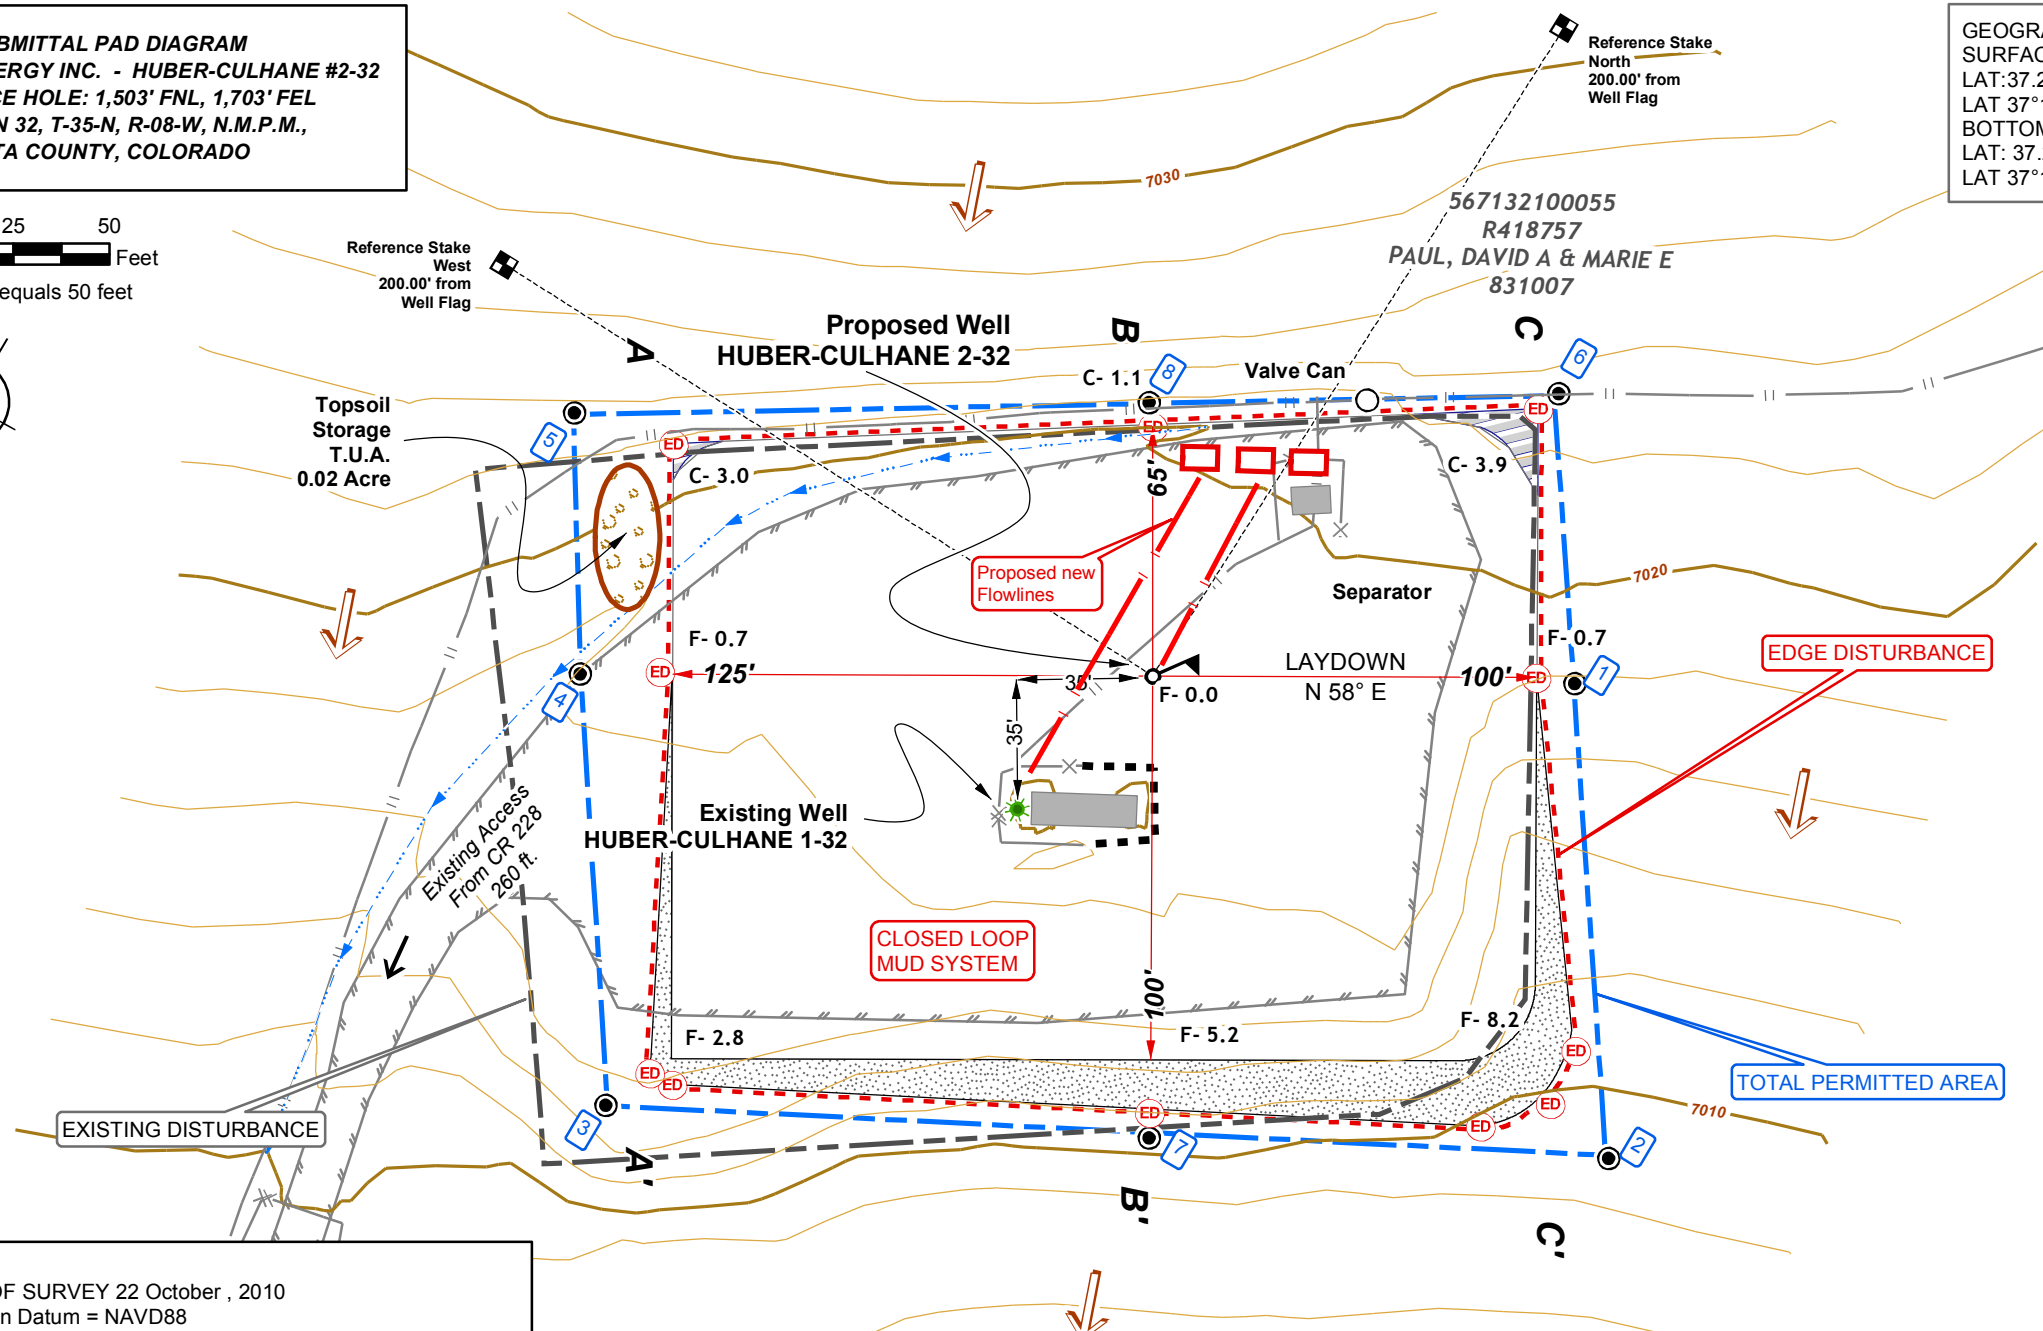 BMITTAL PAD DIAGRAM
ERGY INC. - HUBER-CULHANE #2-32
CE HOLE: 1,503' FNL, 1,703' FEL
N 32, T-35-N, R-08-W, N.M.P.M.,
TA COUNTY, COLORADO
25 50
Feet
equals 50 feet
Reference Stake
North
200.00' from
Well Flag
GEOGRA
SURFAC
LAT:37.2
LAT 37°1
BOTTOM
LAT: 37.
LAT 37°1
7030
567132100055
R418757
PAUL, DAVID A & MARIE E
831007
Reference Stake
West
200.00' from
Well Flag
Proposed Well
HUBER-CULHANE 2-32
A
B
C
C- 1.1
8
Valve Can
6
Topsoil
Storage
T.U.A.
0.02 Acre
5
ED
ED
ED
C- 3.0
65'
C- 3.9
Proposed new
Flowlines
Separator
7020
F- 0.7
F- 0.7
EDGE DISTURBANCE
ED
125'
35'
F- 0.0
LAYDOWN
N 58° E
100'
ED
1
4
35'
Existing Well
HUBER-CULHANE 1-32
Existing Access
From CR 228
260 ft.
CLOSED LOOP
MUD SYSTEM
100'
F- 2.8
F- 5.2
F- 8.2
ED
ED
ED
ED
ED
ED
TOTAL PERMITTED AREA
7010
EXISTING DISTURBANCE
3
7
2
A'
B'
C'
OF SURVEY 22 October , 2010
n Datum = NAVD88